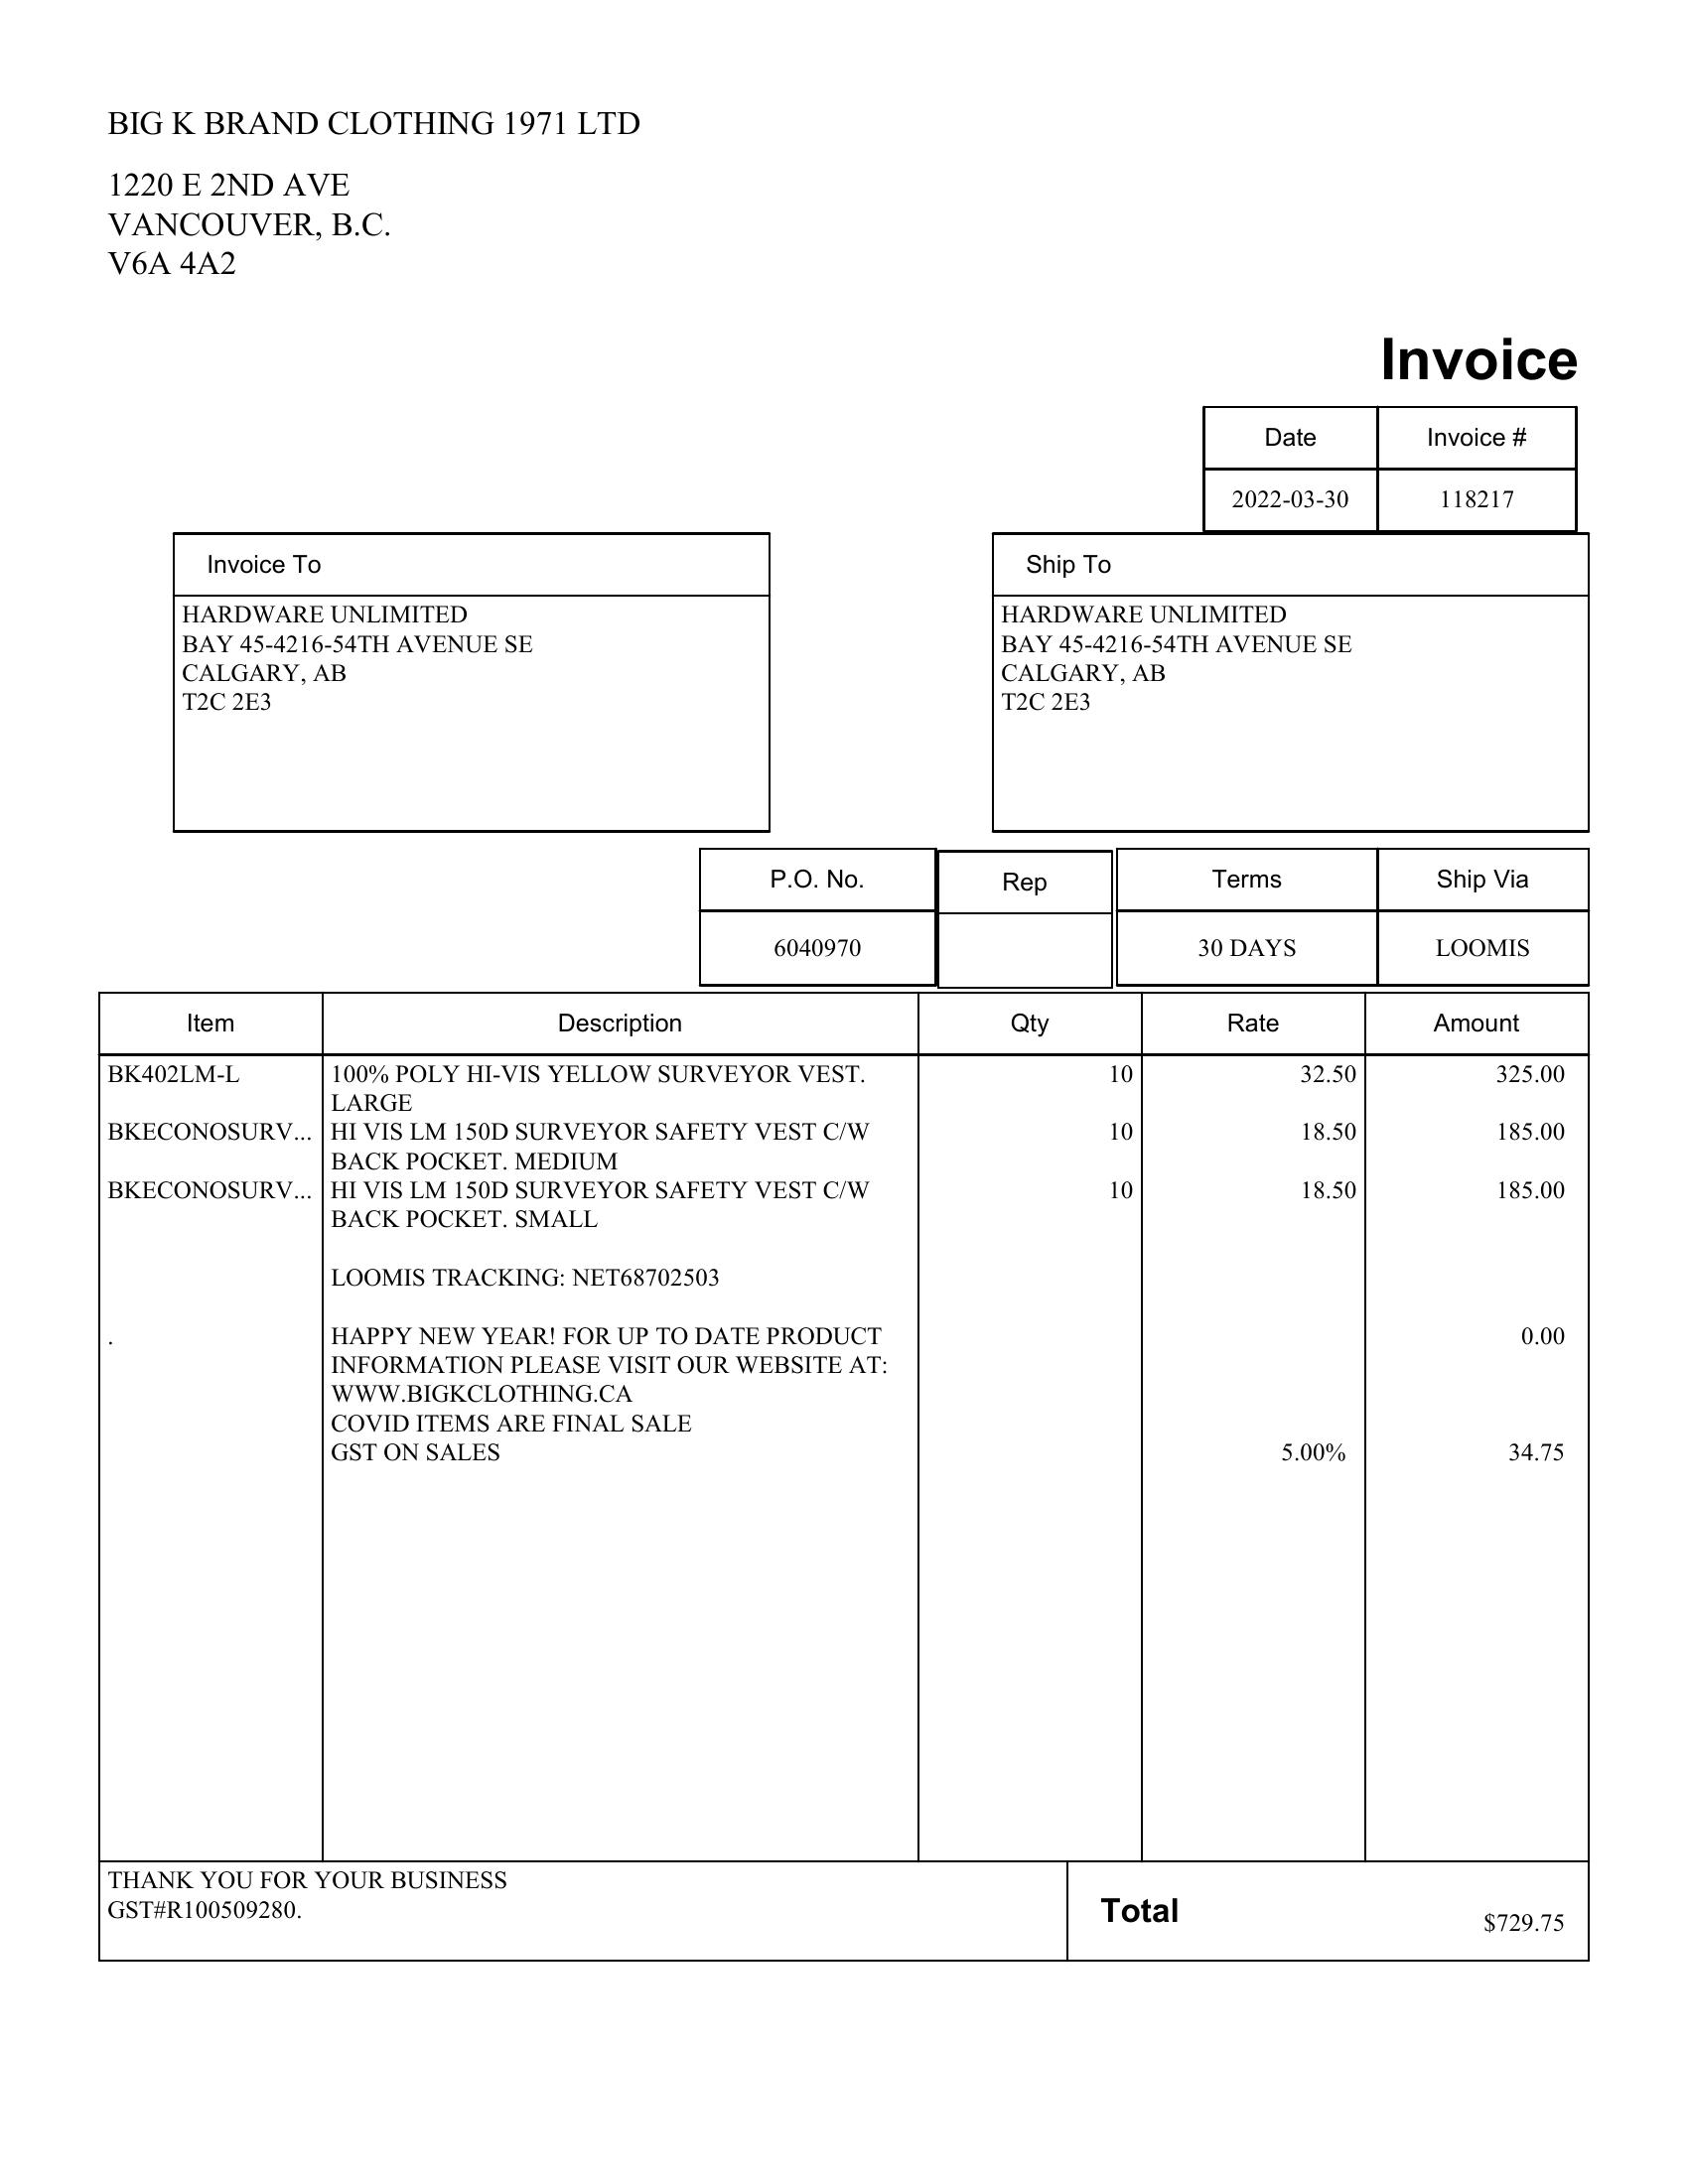 BIG K BRAND CLOTHING 1971 LTD
1220 E 2ND AVE
VANCOUVER, B.C.
V6A 4A2
Invoice
Date Invoice #
2022-03-30 118217
Invoice To
HARDWARE UNLIMITED
BAY 45-4216-54TH AVENUE SE
CALGARY, AB
T2C 2E3
Ship To
HARDWARE UNLIMITED
BAY 45-4216-54TH AVENUE SE
CALGARY, AB
T2C 2E3
P.O. No. Rep Terms Ship Via
6040970 30 DAYS LOOMIS
Item Description Qty Rate Amount
BK402LM-L 100% POLY HI-VIS YELLOW SURVEYOR VEST. 10 32.50 325.00
LARGE
BKECONOSURV... HI VIS LM 150D SURVEYOR SAFETY VEST C/W 10 18.50 185.00
BACK POCKET. MEDIUM
BKECONOSURV... HI VIS LM 150D SURVEYOR SAFETY VEST C/W 10 18.50 185.00
BACK POCKET. SMALL
LOOMIS TRACKING: NET68702503
. HAPPY NEW YEAR! FOR UP TO DATE PRODUCT 0.00
INFORMATION PLEASE VISIT OUR WEBSITE AT:
WWW.BIGKCLOTHING.CA
COVID ITEMS ARE FINAL SALE
GST ON SALES 5.00% 34.75
THANK YOU FOR YOUR BUSINESS
GST#R100509280.
Total $729.75